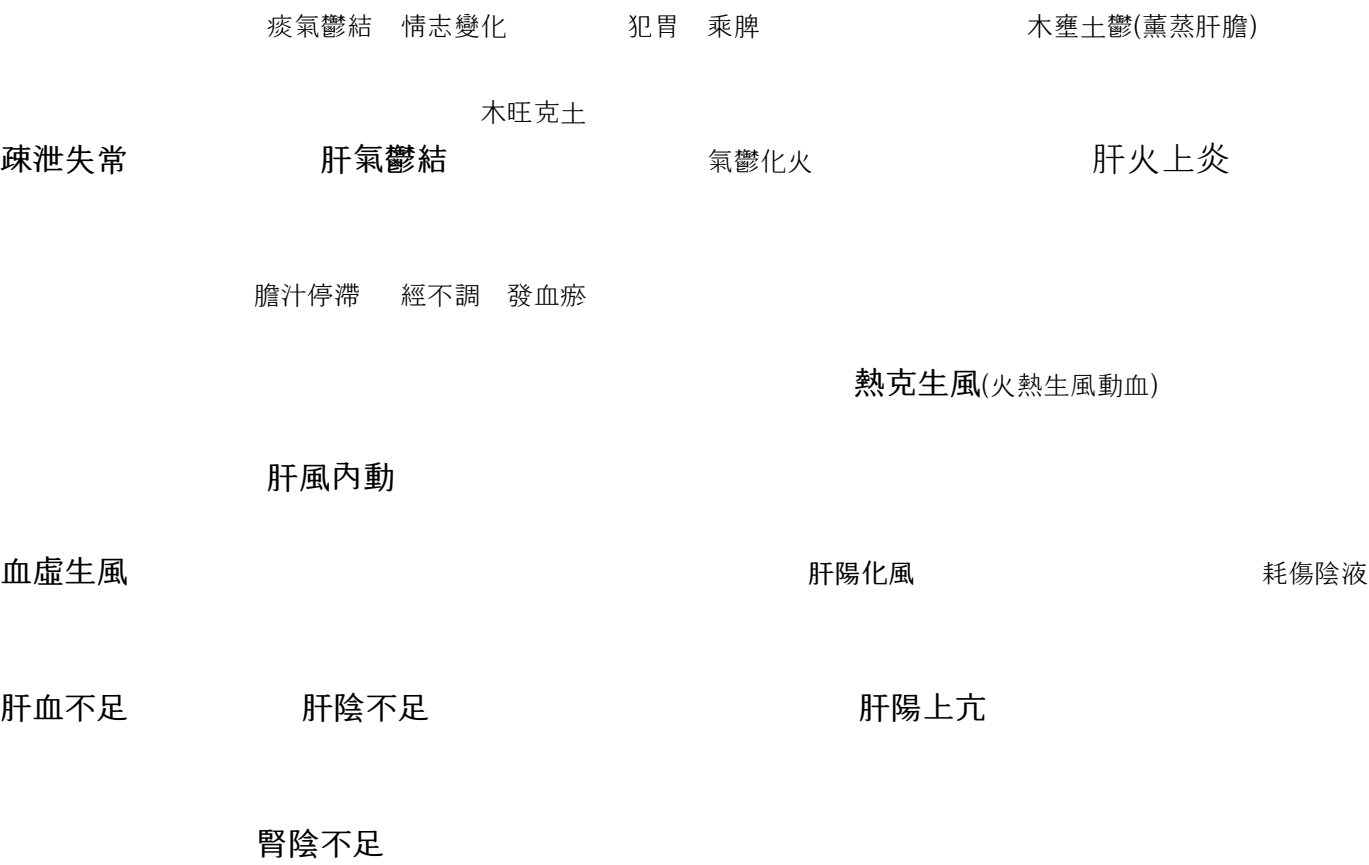 痰氣鬱結 情志變化 犯胃 乘脾 木壅土鬱(薰蒸肝膽)
木旺克土
疎泄失常 肝氣鬱結 氣鬱化火 肝火上炎
膽汁停滯 經不調 發血瘀
熱克生風(火熱生風動血)
肝風內動
血虛生風 肝陽化風 耗傷陰液
肝血不足 肝陰不足 肝陽上亢
腎陰不足